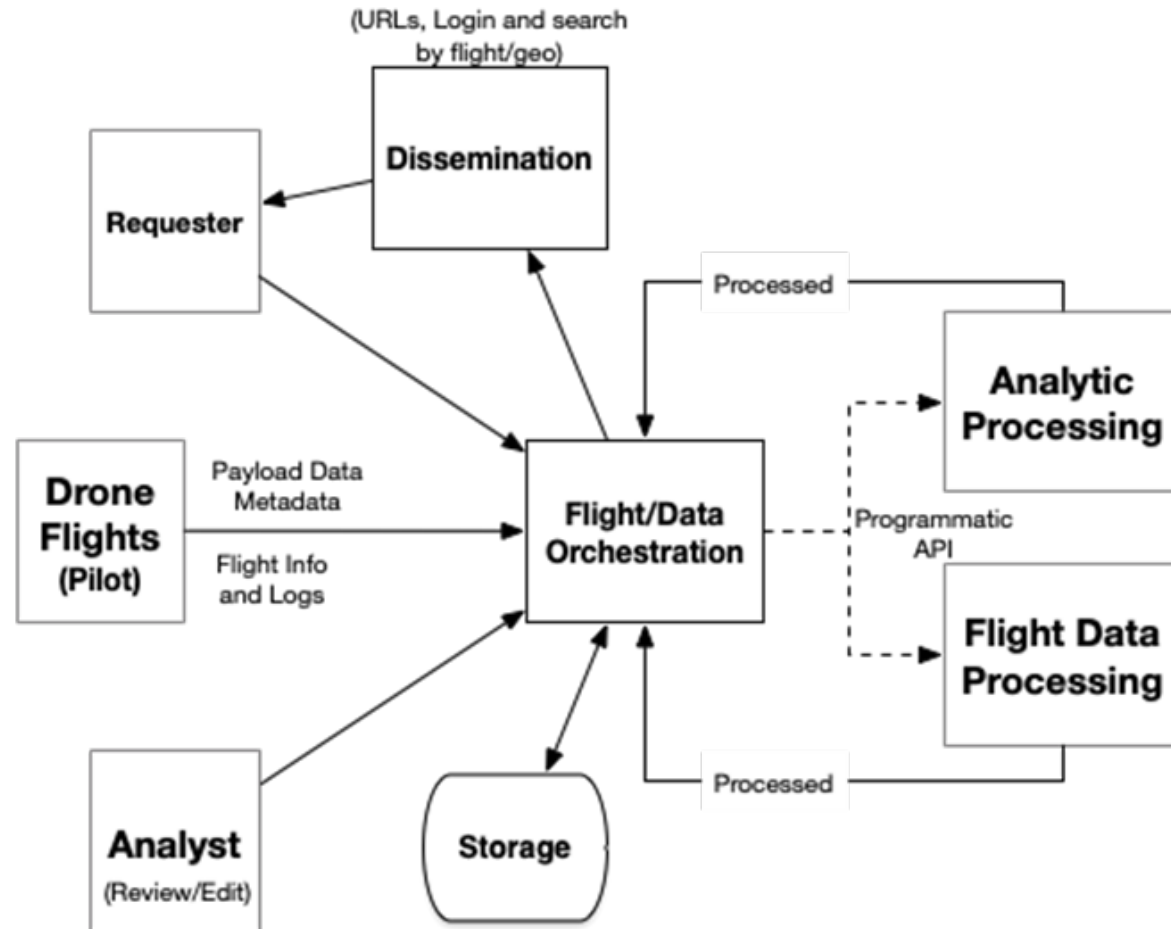 (URLs, Login and search
by flight/geo)
Dissemination
Requester
Processed
Analytic
Processing
Drone
Flights
(Pilot)
Payload Data
Metadata
Flight Info
and Logs
Flight/Data
Orchestration
Programmatic
API
Flight Data
Processing
Processed
Analyst
(Review/Edit)
Storage